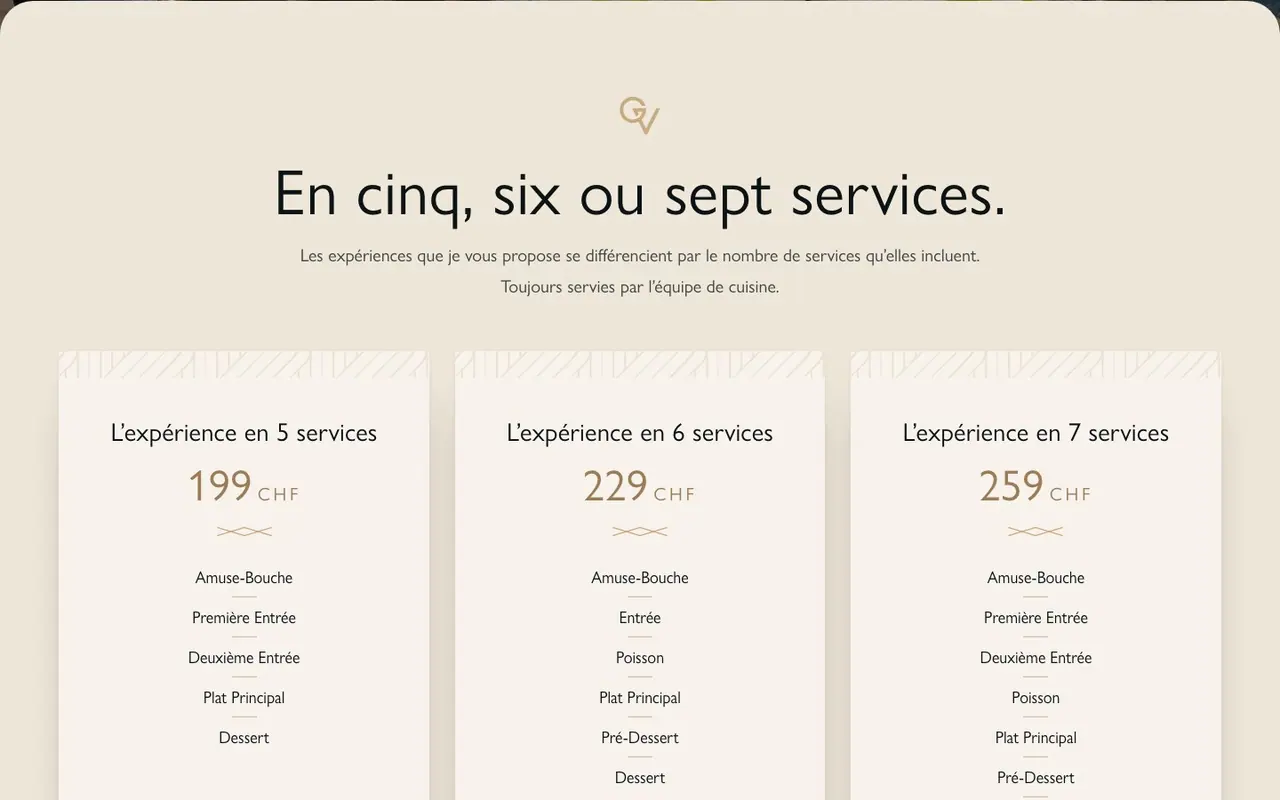 GV
En cinq, six ou sept services.
Les expériences que je vous propose se différencient par le nombre de services qu’elles incluent.
Toujours servies par l’équipe de cuisine.
L’expérience en 5 services
199 CHF
Amuse-Bouche
Première Entrée
Deuxième Entrée
Plat Principal
Dessert
L’expérience en 6 services
229 CHF
Amuse-Bouche
Entrée
Poisson
Plat Principal
Pré-Dessert
Dessert
L’expérience en 7 services
259 CHF
Amuse-Bouche
Première Entrée
Deuxième Entrée
Poisson
Plat Principal
Pré-Dessert